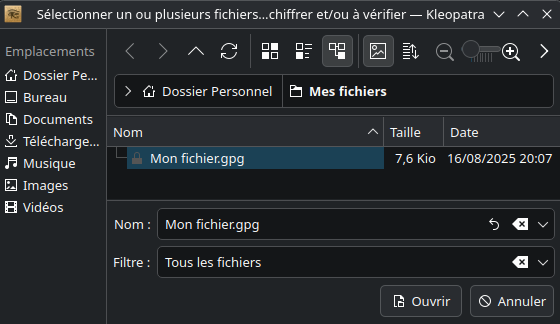 Sélectionner un ou plusieurs fichiers...chiffrer et/ou à vérifier — Kleopatra
Emplacements
Dossier Pe...
Bureau
Documents
Télécharge...
Musique
Images
Vidéos
Dossier Personnel
Mes fichiers
Nom
Taille
Date
Mon fichier.gpg
7,6 Kio
16/08/2025 20:07
Nom :
Mon fichier.gpg
Filtre :
Tous les fichiers
Ouvrir
Annuler